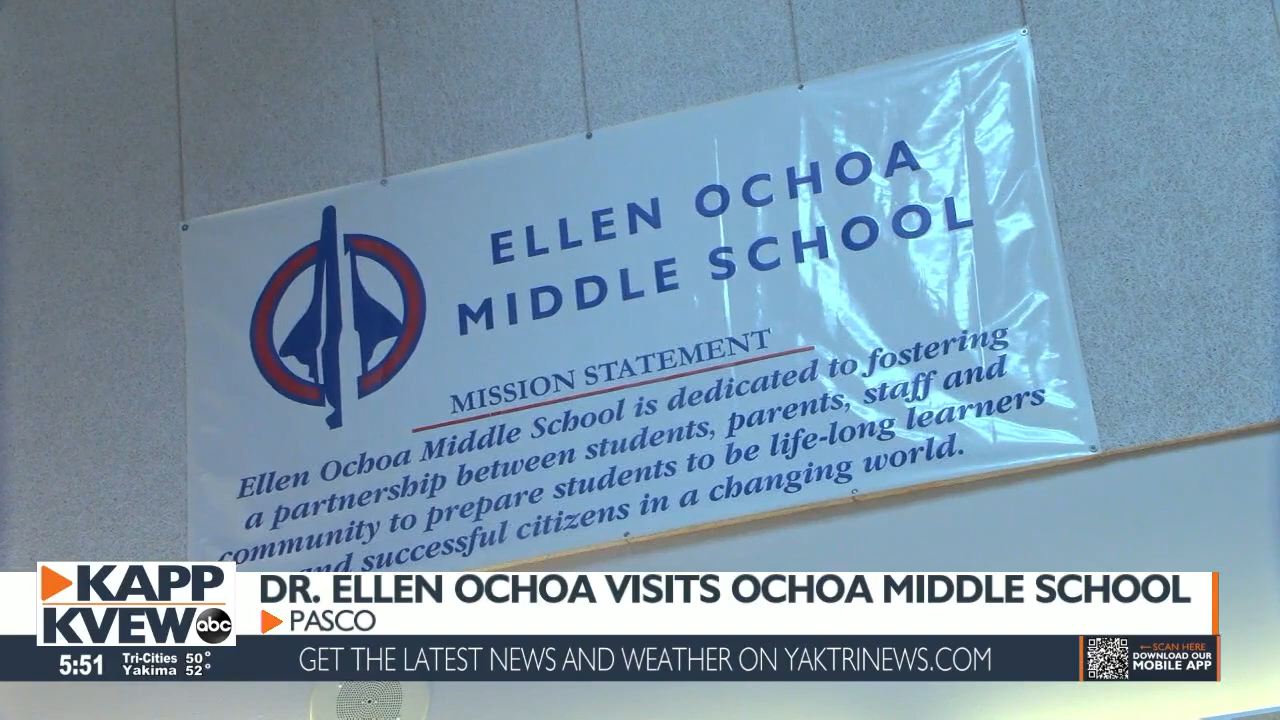 ELLEN OCHOA
MIDDLE SCHOOL
MISSION STATEMENT
Ellen Ochoa Middle School is dedicated to fostering
a partnership between students, parents, staff and
community to prepare students to be life-long learners
and successful citizens in a changing world.
KAPP
KVEW abc
DR. ELLEN OCHOA VISITS OCHOA MIDDLE SCHOOL
PASCO
5:51
Tri-Cities 50°
Yakima 52°
GET THE LATEST NEWS AND WEATHER ON YAKTRINEWS.COM
SCAN HERE
DOWNLOAD OUR
MOBILE APP